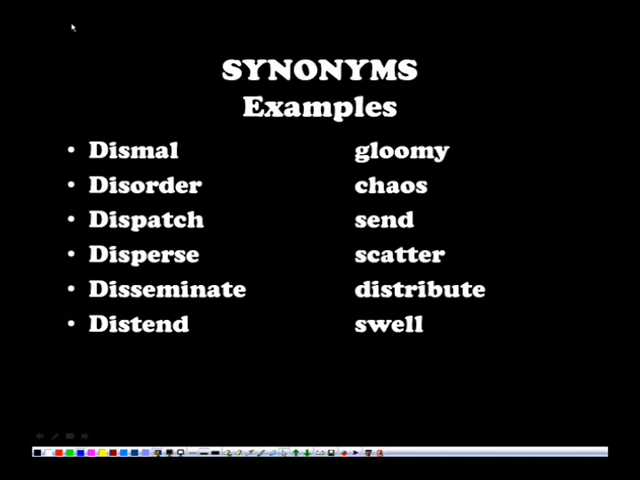 SYNONYMS
Examples
• Dismal gloomy
• Disorder chaos
• Dispatch send
• Disperse scatter
• Disseminate distribute
• Distend swell